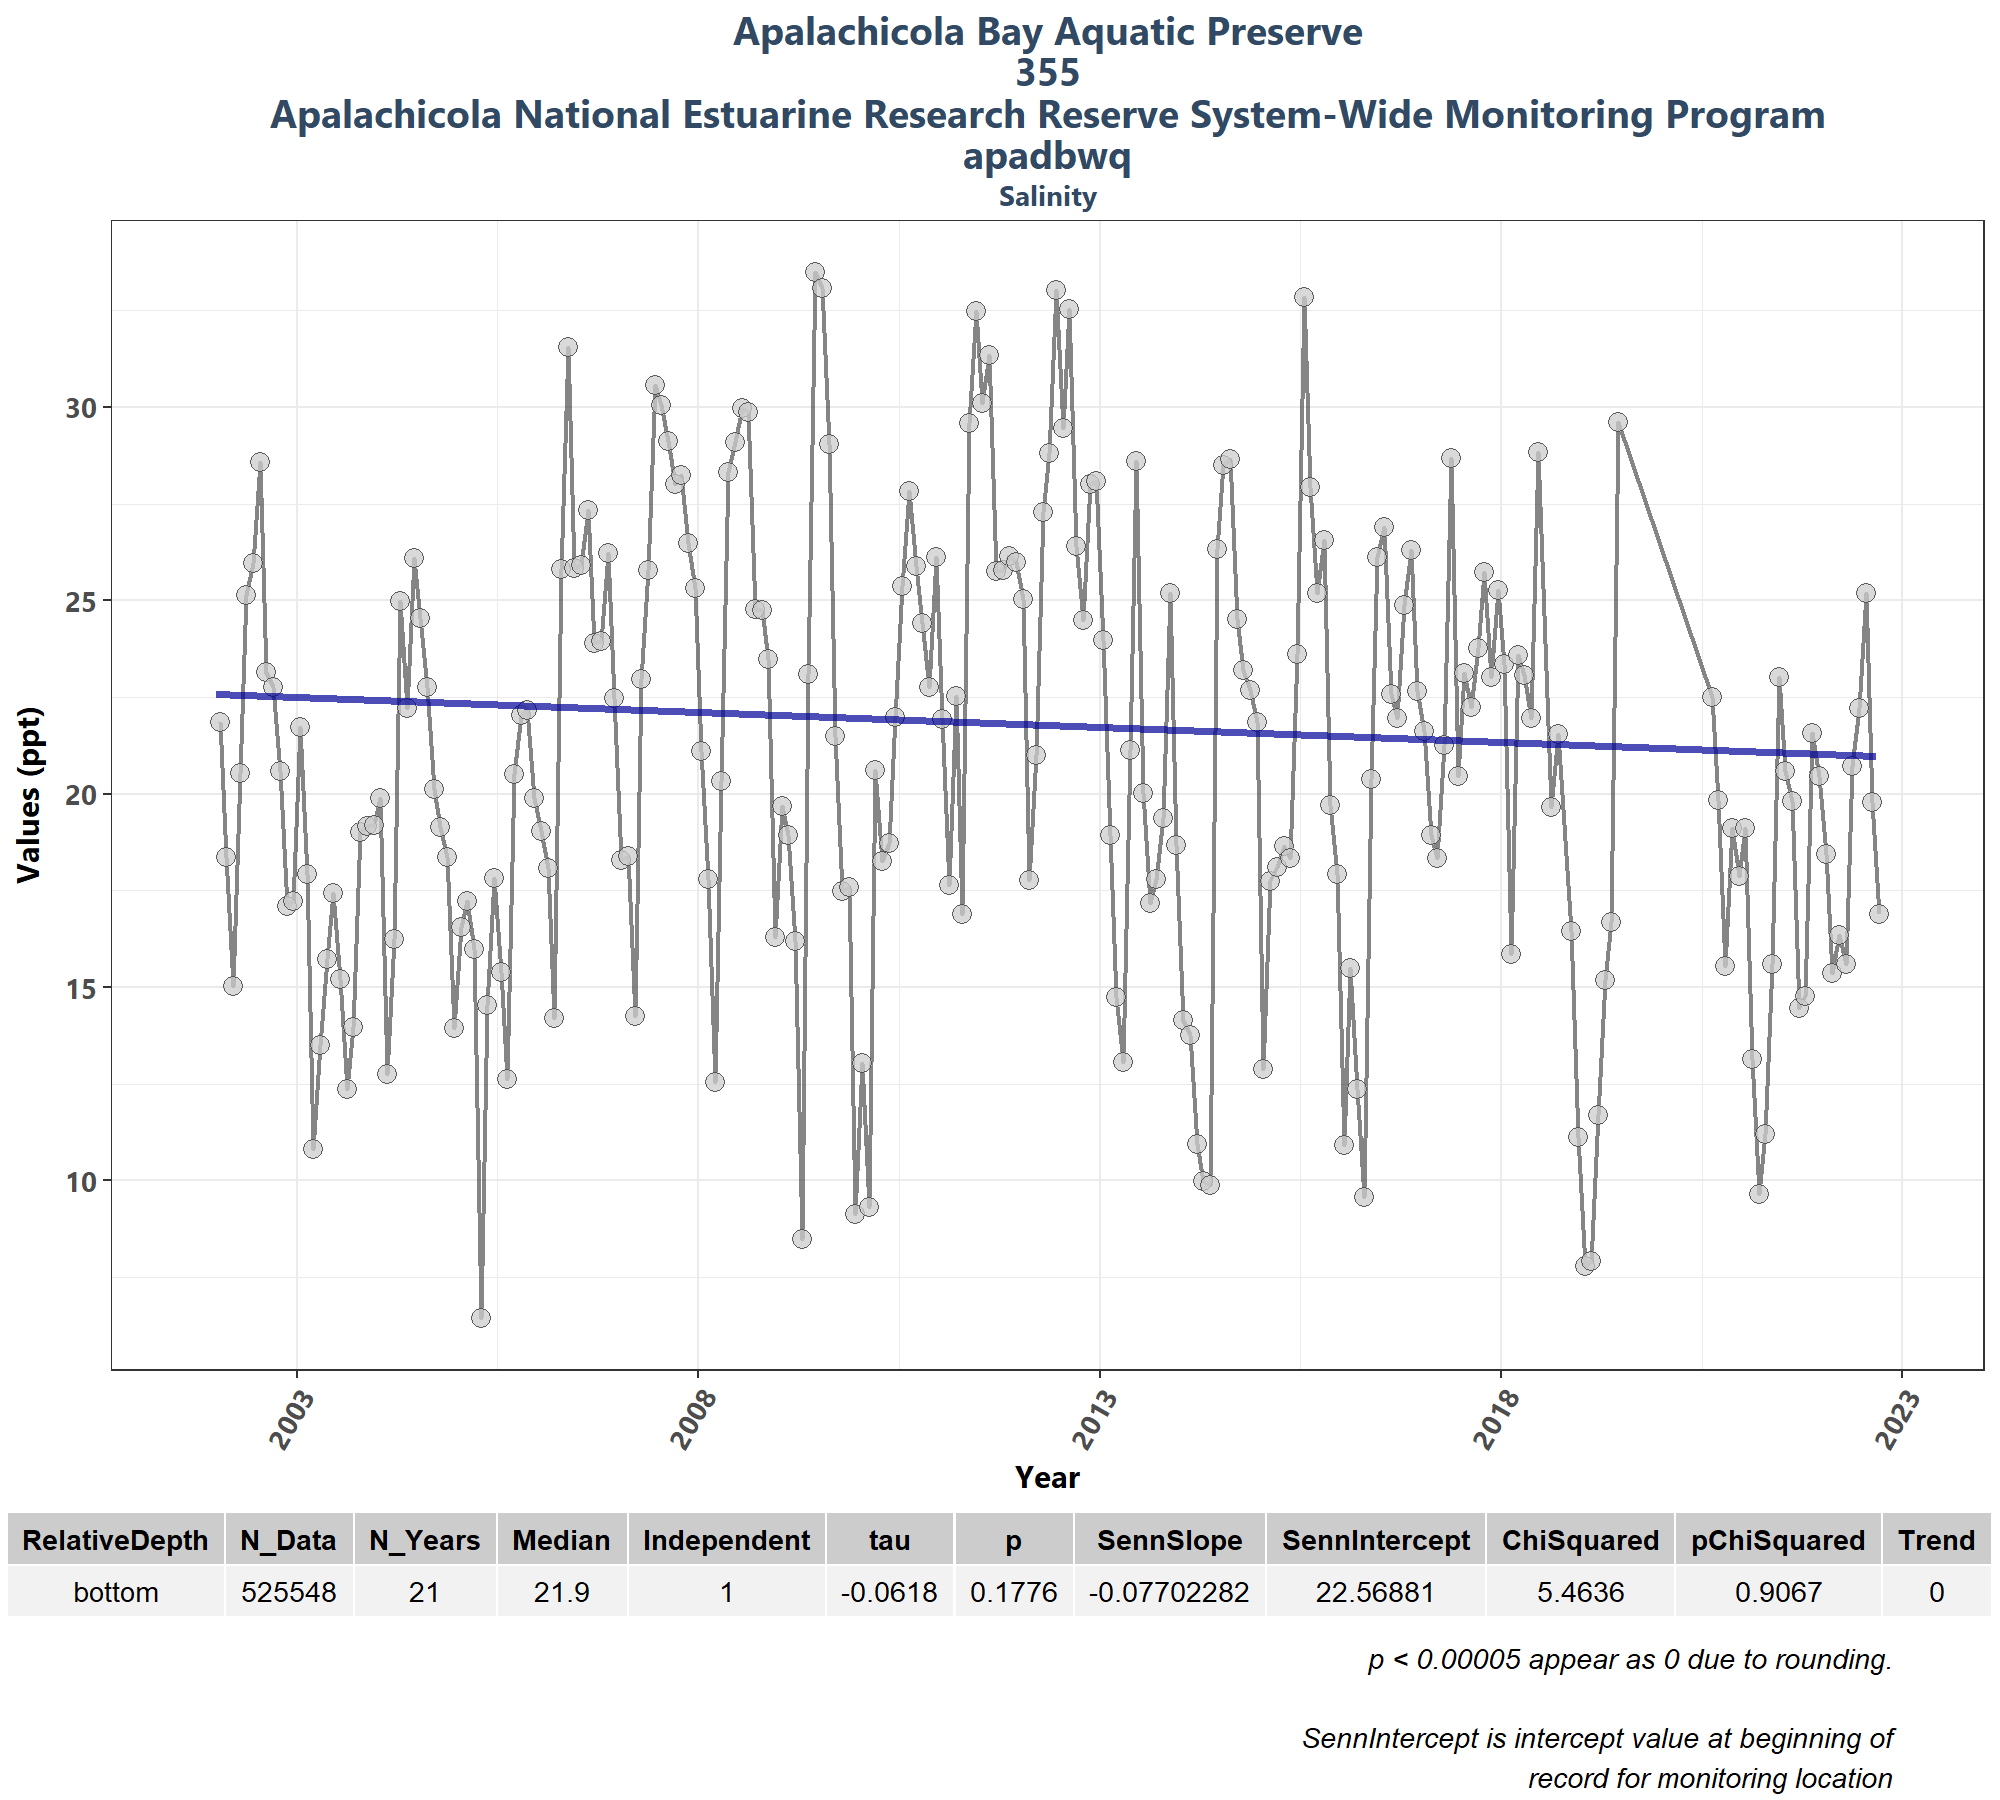 Apalachicola Bay Aquatic Preserve
355
Apalachicola National Estuarine Research Reserve System-Wide Monitoring Program
apadbwq
Salinity
Values (ppt)
30
25
20
15
10
2003
2008
2013
2018
2023
Year
RelativeDepth N_Data N_Years Median Independent tau p SennSlope SennIntercept ChiSquared pChiSquared Trend
bottom 525548 21 21.9 1 -0.0618 0.1776 -0.07702282 22.56881 5.4636 0.9067 0
p < 0.00005 appear as 0 due to rounding.
SennIntercept is intercept value at beginning of
record for monitoring location